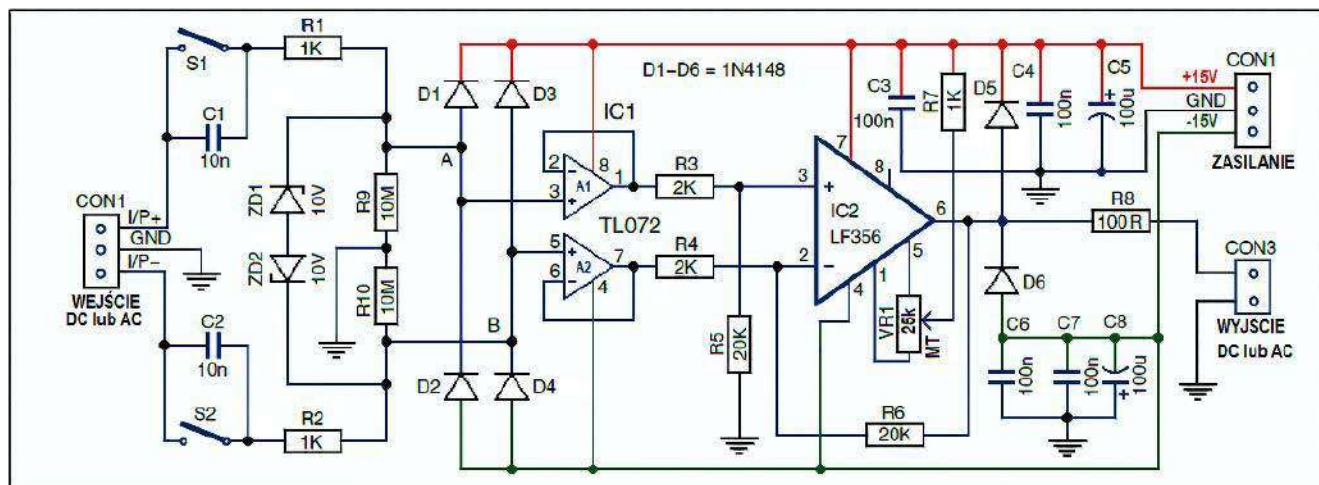 R1
1K
S1
C1
10n
CON1
I/P+
GND
I/P-
WEJŚCIE
DC lub AC
C2
10n
S2
R2
1K
ZD1
10V
ZD2
10V
R9
10M
R10
10M
A
B
D1
D3
D2
D4
D1-D6 = 1N4148
IC1
2
3
A1
8
1
TL072
5
6
A2
7
4
R3
2K
R4
2K
R5
20K
3
2
7
8
IC2
LF356
6
5
1
4
VR1
25k
MT
R6
20K
C3
100n
R7
1K
D5
C4
100n
C5
+
100u
CON1
+15V
GND
-15V
ZASILANIE
R8
100R
D6
C6
100n
C7
100n
C8
100u
+
CON3
WYJŚCIE
DC lub AC